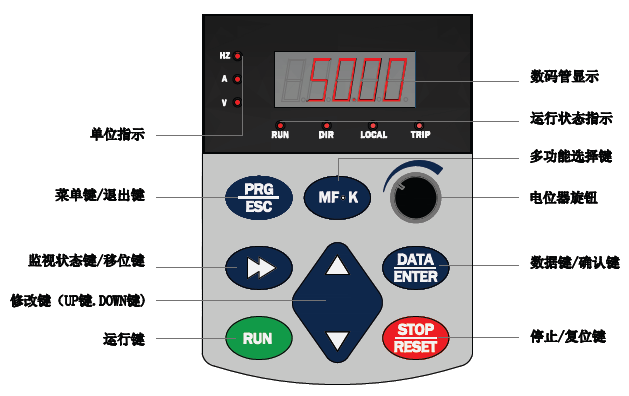 HZ
A
V
5000
RUN DIR LOCAL TRIP
数码管显示
运行状态指示
单位指示
多功能选择键
菜单键/退出键
PRG
ESC
MF·K
电位器旋钮
监视状态键/移位键
DATA
ENTER
数据键/确认键
修改键（UP键.DOWN键)
运行键
RUN
STOP
RESET
停止/复位键